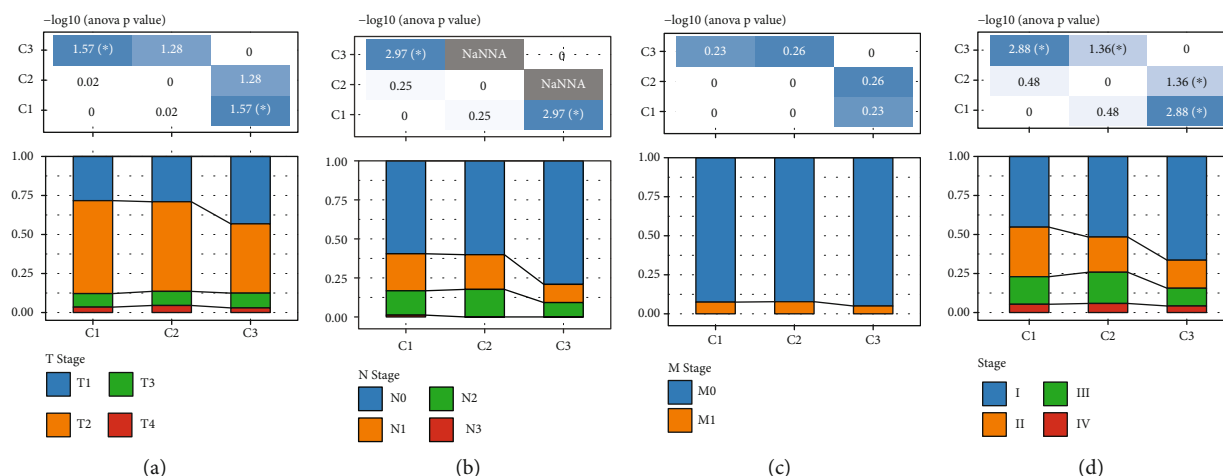 −log10 (anova p value)
C3 1.57 (*) 1.28 0
C2 0.02 0 1.28
C1 0 0.02 1.57 (*)
1.00
0.75
0.50
0.25
0.00
C1 C2 C3
T Stage
T1 T3
T2 T4
(a)
−log10 (anova p value)
C3 2.97 (*) NaNNA 0
C2 0.25 0 NaNNA
C1 0 0.25 2.97 (*)
1.00
0.75
0.50
0.25
0.00
C1 C2 C3
N Stage
N0 N2
N1 N3
(b)
−log10 (anova p value)
C3 0.23 0.26 0
C2 0 0 0.26
C1 0 0 0.23
1.00
0.75
0.50
0.25
0.00
C1 C2 C3
M Stage
M0
M1
(c)
−log10 (anova p value)
C3 2.88 (*) 1.36(*) 0
C2 0.48 0 1.36 (*)
C1 0 0.48 2.88 (*)
1.00
0.75
0.50
0.25
0.00
C1 C2 C3
Stage
I III
II IV
(d)